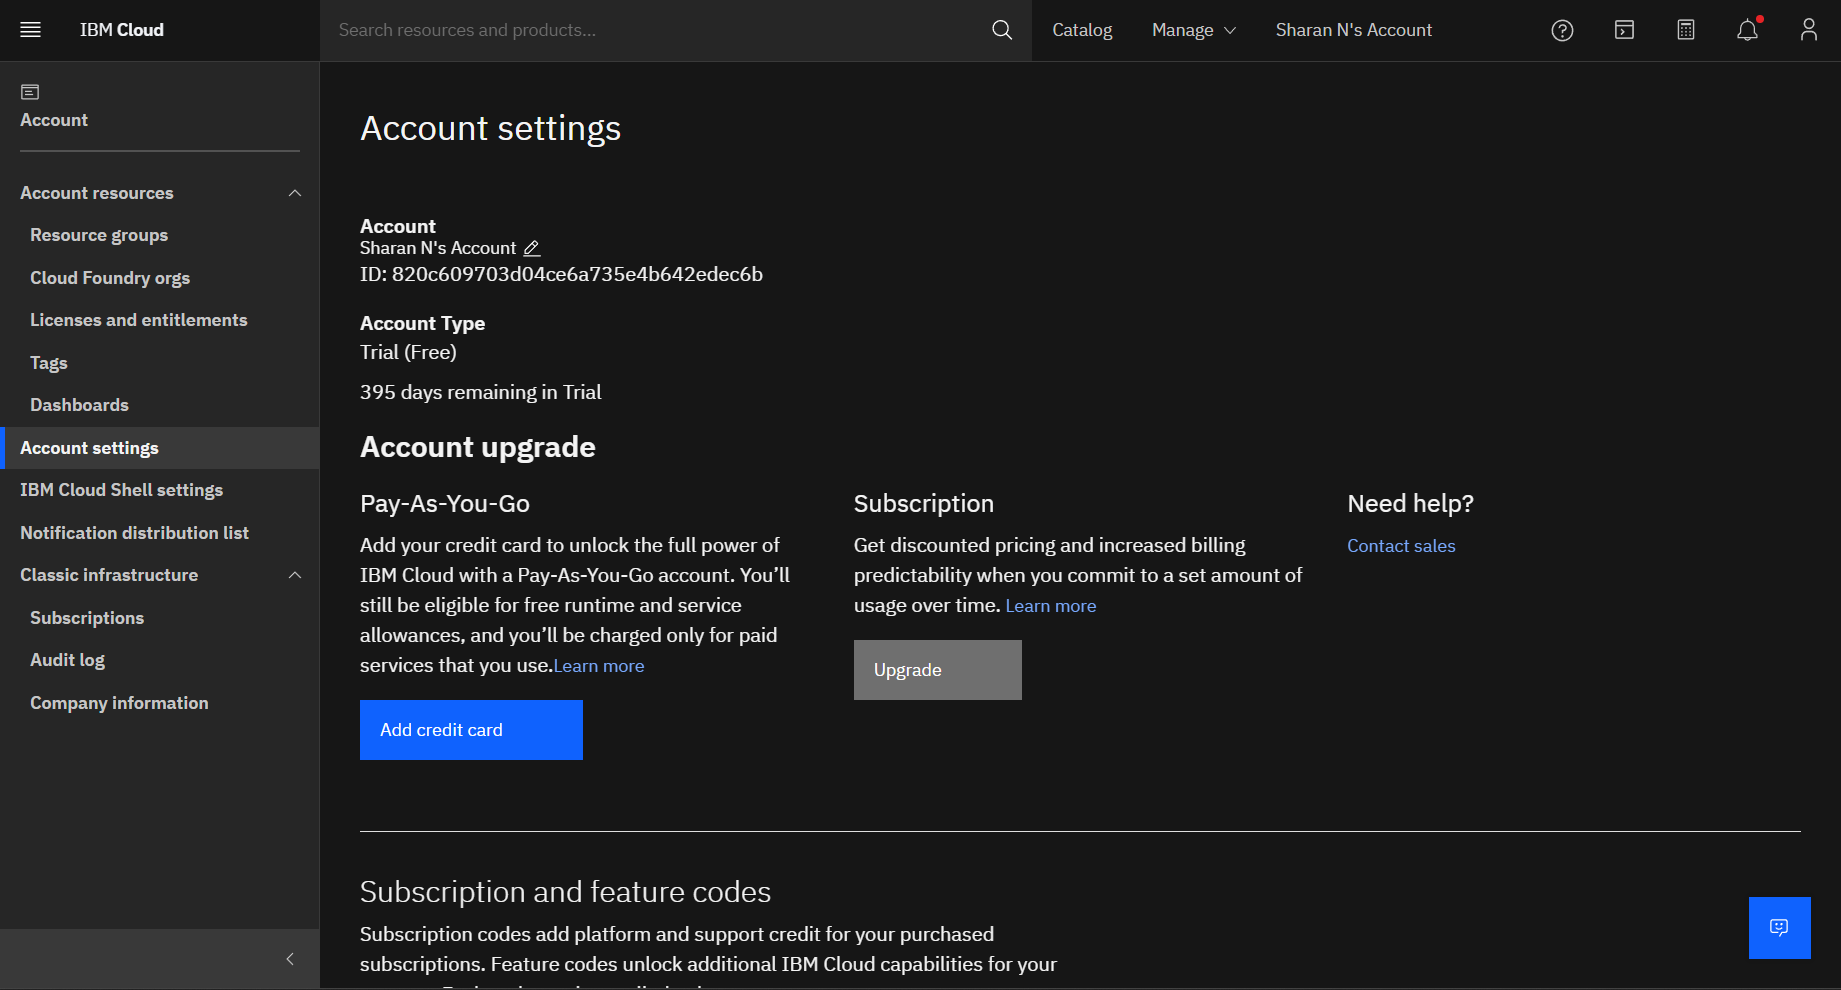 IBM Cloud
Search resources and products...
Catalog
Manage
Sharan N's Account
Account
Account resources
Resource groups
Cloud Foundry orgs
Licenses and entitlements
Tags
Dashboards
Account settings
IBM Cloud Shell settings
Notification distribution list
Classic infrastructure
Subscriptions
Audit log
Company information
Account settings
Account
Sharan N's Account
ID: 820c609703d04ce6a735e4b642edec6b
Account Type
Trial (Free)
395 days remaining in Trial
Account upgrade
Pay-As-You-Go
Add your credit card to unlock the full power of
IBM Cloud with a Pay-As-You-Go account. You’ll
still be eligible for free runtime and service
allowances, and you’ll be charged only for paid
services that you use.Learn more
Add credit card
Subscription
Get discounted pricing and increased billing
predictability when you commit to a set amount of
usage over time. Learn more
Upgrade
Need help?
Contact sales
Subscription and feature codes
Subscription codes add platform and support credit for your purchased
subscriptions. Feature codes unlock additional IBM Cloud capabilities for your